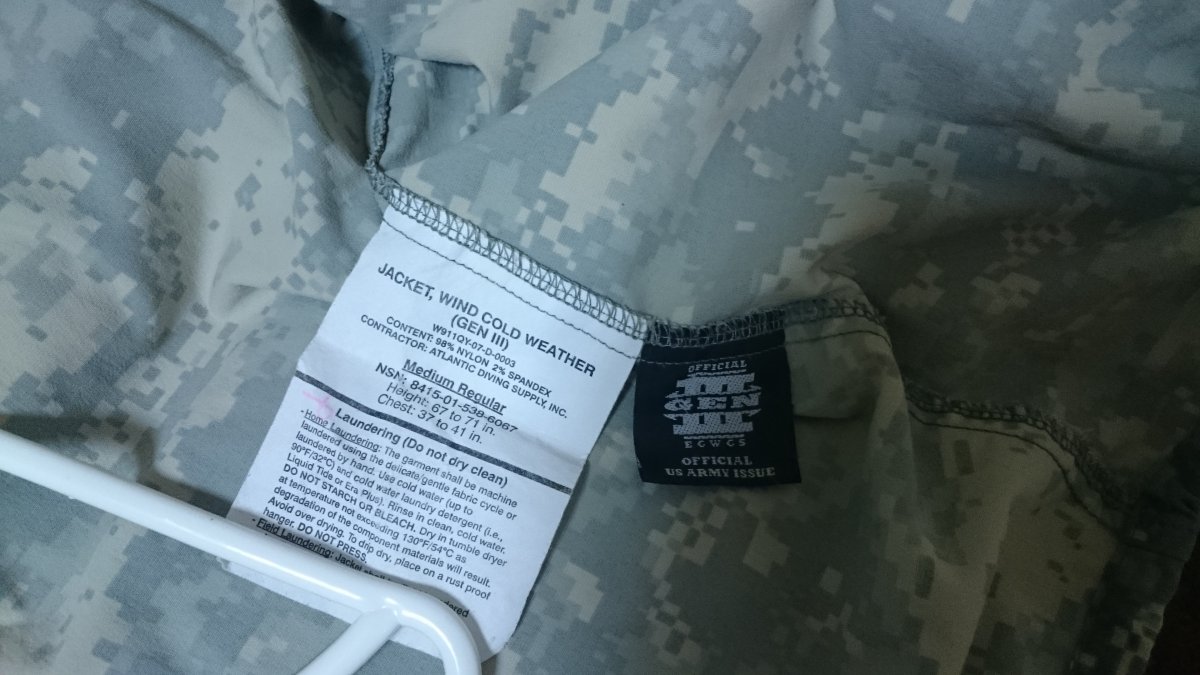 JACKET, WIND COLD WEATHER
(GEN III)
W911QY-07-D-0003
CONTENT: 98% NYLON 2% SPANDEX
CONTRACTOR: ATLANTIC DIVING SUPPLY, INC.
Medium Regular
NSN: 8415-01-538-6067
Height: 67 to 71 in.
Chest: 37 to 41 in.
Laundering (Do not dry clean)
- Home Laundering: The garment shall be machine
laundered using the delicate/gentle fabric cycle or
laundered by hand. Use cold water (up to
90°F/32°C) and cold water laundry detergent (i.e.,
Liquid Tide or Era Plus). Rinse in clean, cold water.
DO NOT STARCH OR BLEACH. Dry in tumble dryer
at temperature not exceeding 130°F/54°C as
degradation of the component materials will result.
Avoid over drying. To drip dry, place on a rust proof
hanger. DO NOT PRESS.
- Field Laundering: Jacket
OFFICIAL
III
GEN
III
ECWCS
OFFICIAL
US ARMY ISSUE